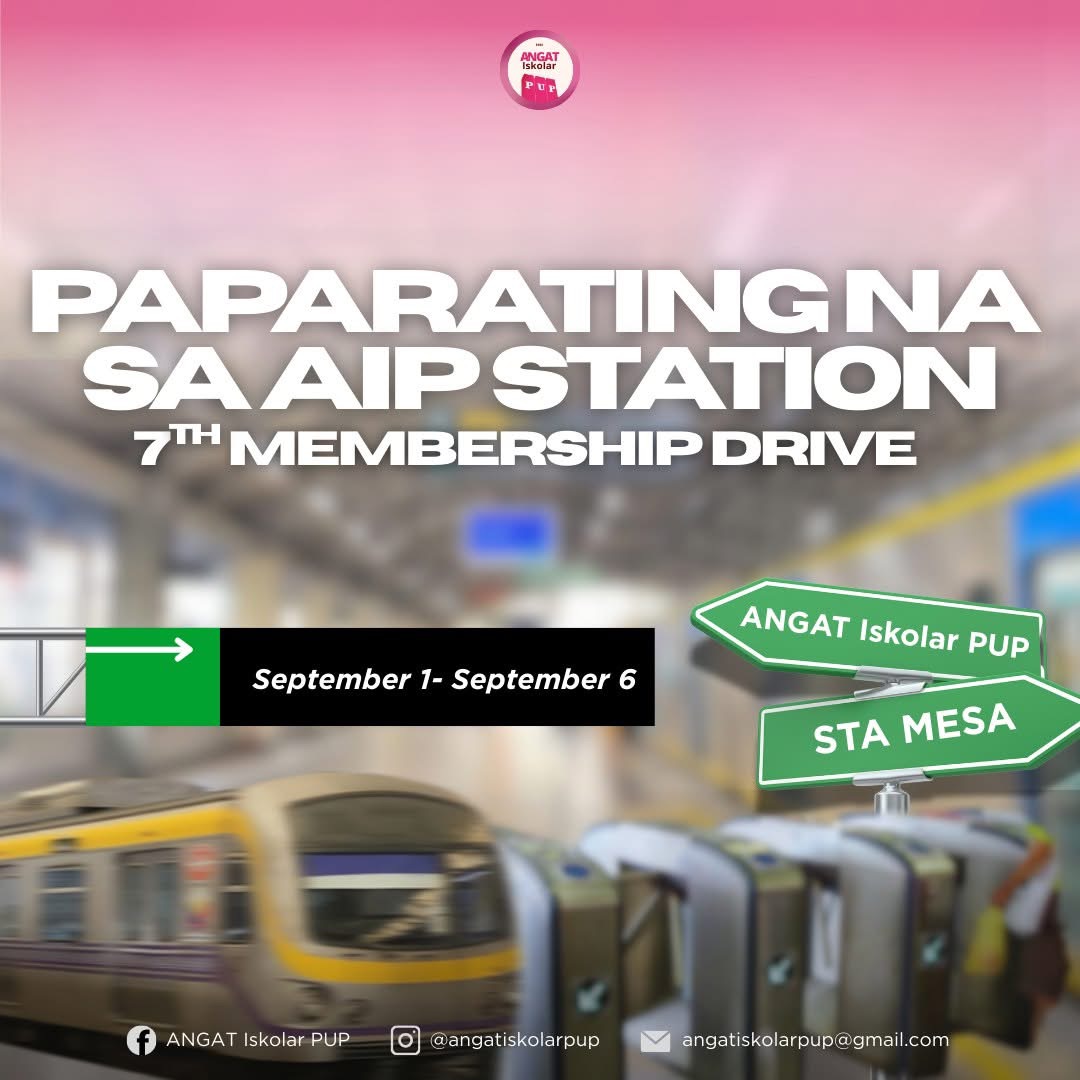 ANGAT
Iskolar
PUP
PAPARATING NA
SA AIP STATION
7TH MEMBERSHIP DRIVE
September 1- September 6
ANGAT Iskolar PUP
STA MESA
ANGAT Iskolar PUP
@angatiskolarpup
angatiskolarpup@gmail.com